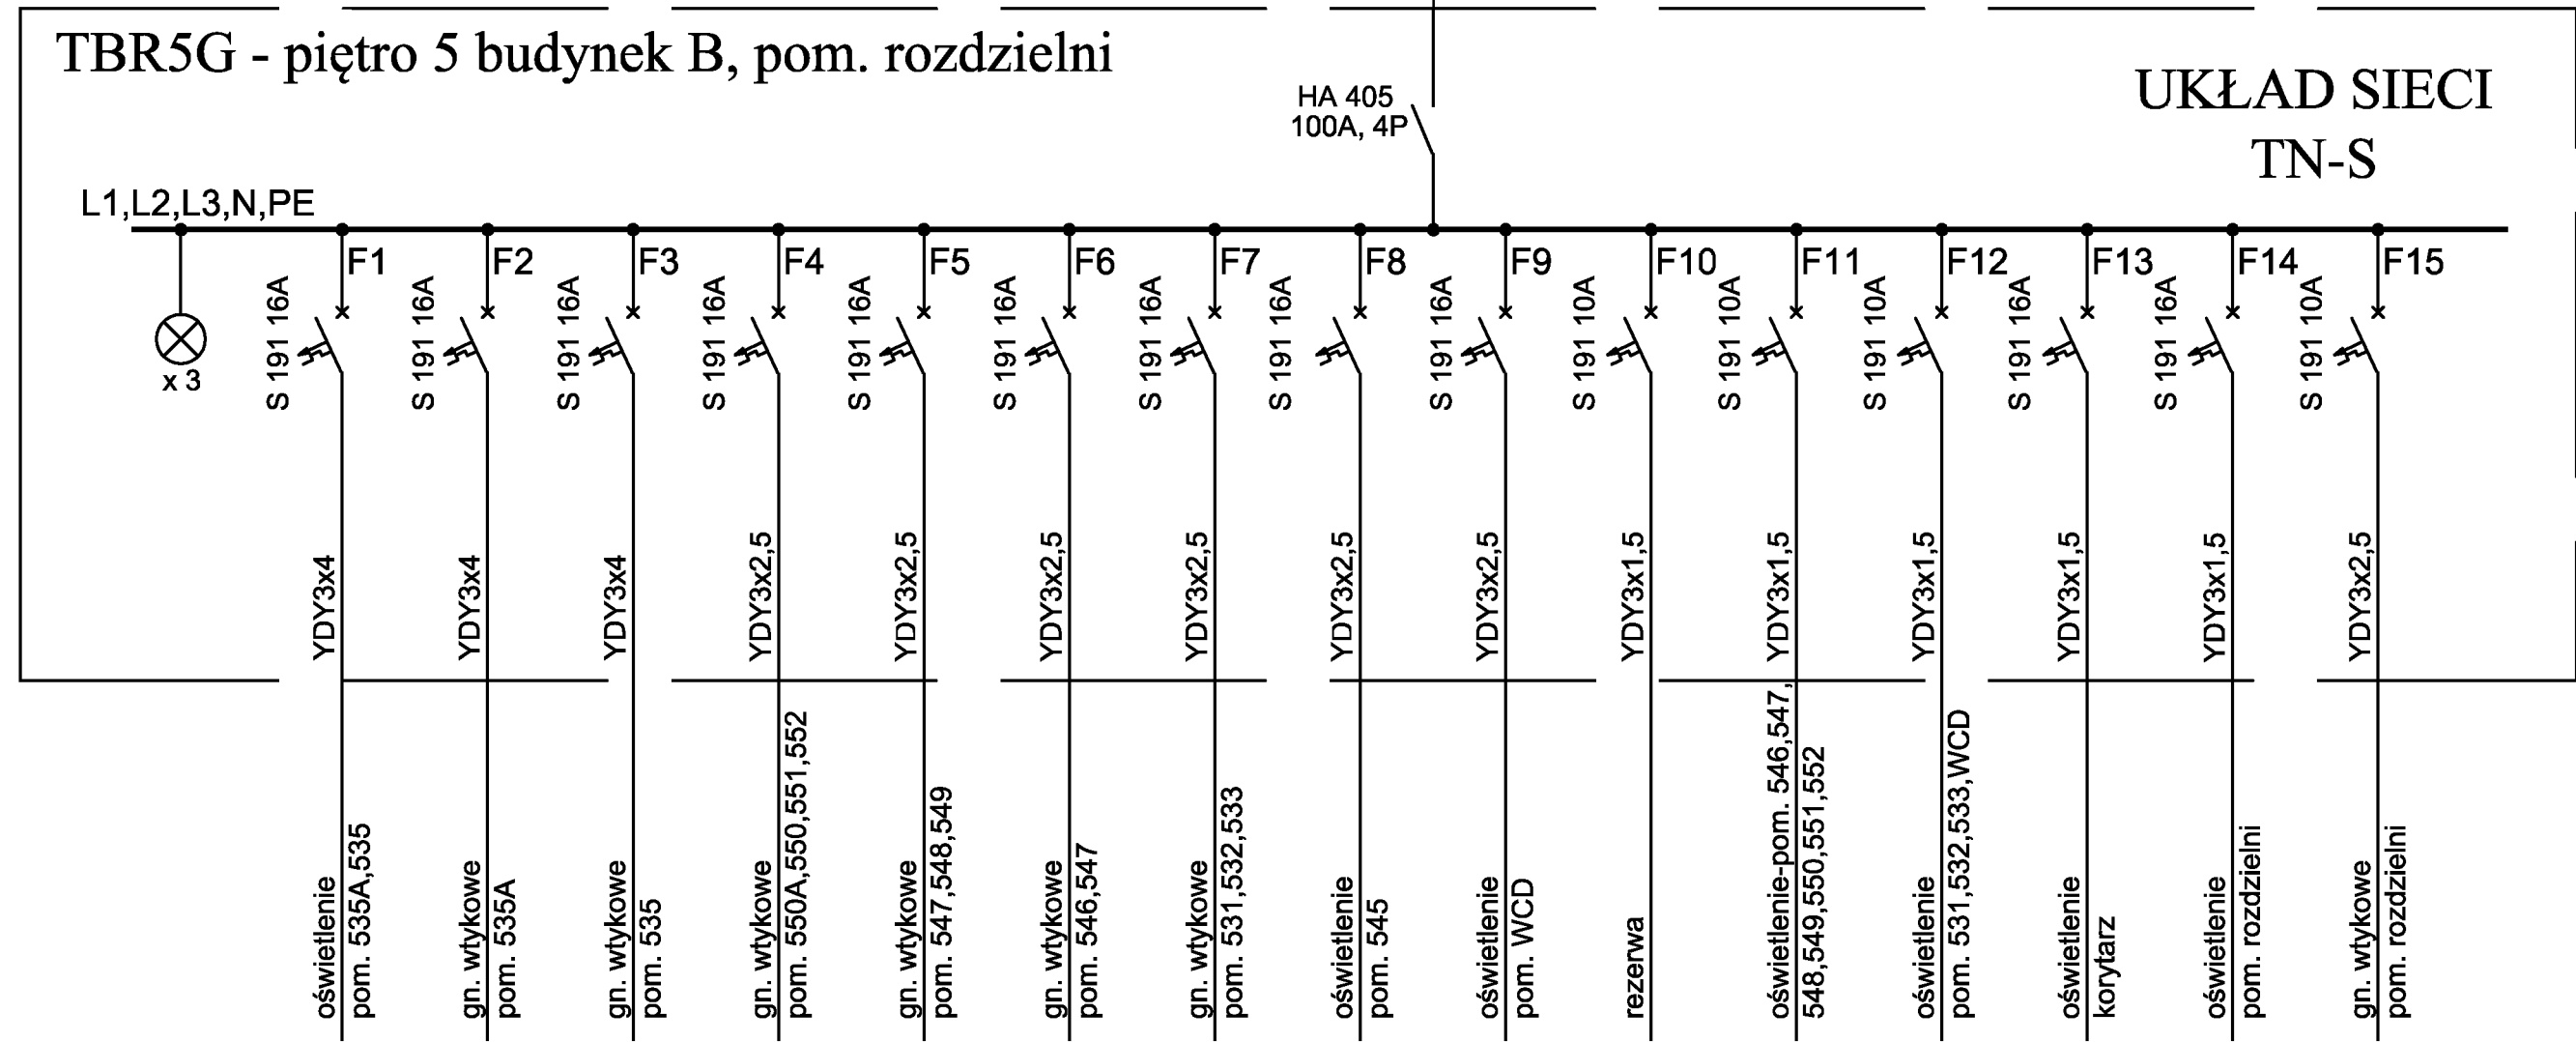 TBR5G - piętro 5 budynek B, pom. rozdzielni
HA 405
100A, 4P
UKŁAD SIECI
TN-S
L1,L2,L3,N,PE
x 3
F1
F2
F3
F4
F5
F6
F7
F8
F9
F10
F11
F12
F13
F14
F15
S 191 16A
S 191 16A
S 191 16A
S 191 16A
S 191 16A
S 191 16A
S 191 16A
S 191 16A
S 191 16A
S 191 10A
S 191 10A
S 191 10A
S 191 16A
S 191 16A
S 191 10A
YDY3x4
YDY3x4
YDY3x4
YDY3x2,5
YDY3x2,5
YDY3x2,5
YDY3x2,5
YDY3x2,5
YDY3x2,5
YDY3x1,5
YDY3x1,5
YDY3x1,5
YDY3x1,5
YDY3x1,5
YDY3x2,5
oświetlenie
pom. 535A,535
gn. wtykowe
pom. 535A
gn. wtykowe
pom. 535
gn. wtykowe
pom. 550A,550,551,552
gn. wtykowe
pom. 547,548,549
gn. wtykowe
pom. 546,547
gn. wtykowe
pom. 531,532,533
oświetlenie
pom. 545
oświetlenie
pom. WCD
rezerwa
oświetlenie-pom. 546,547,
548,549,550,551,552
oświetlenie
pom. 531,532,533,WCD
oświetlenie
korytarz
oświetlenie
pom. rozdzielni
gn. wtykowe
pom. rozdzielni